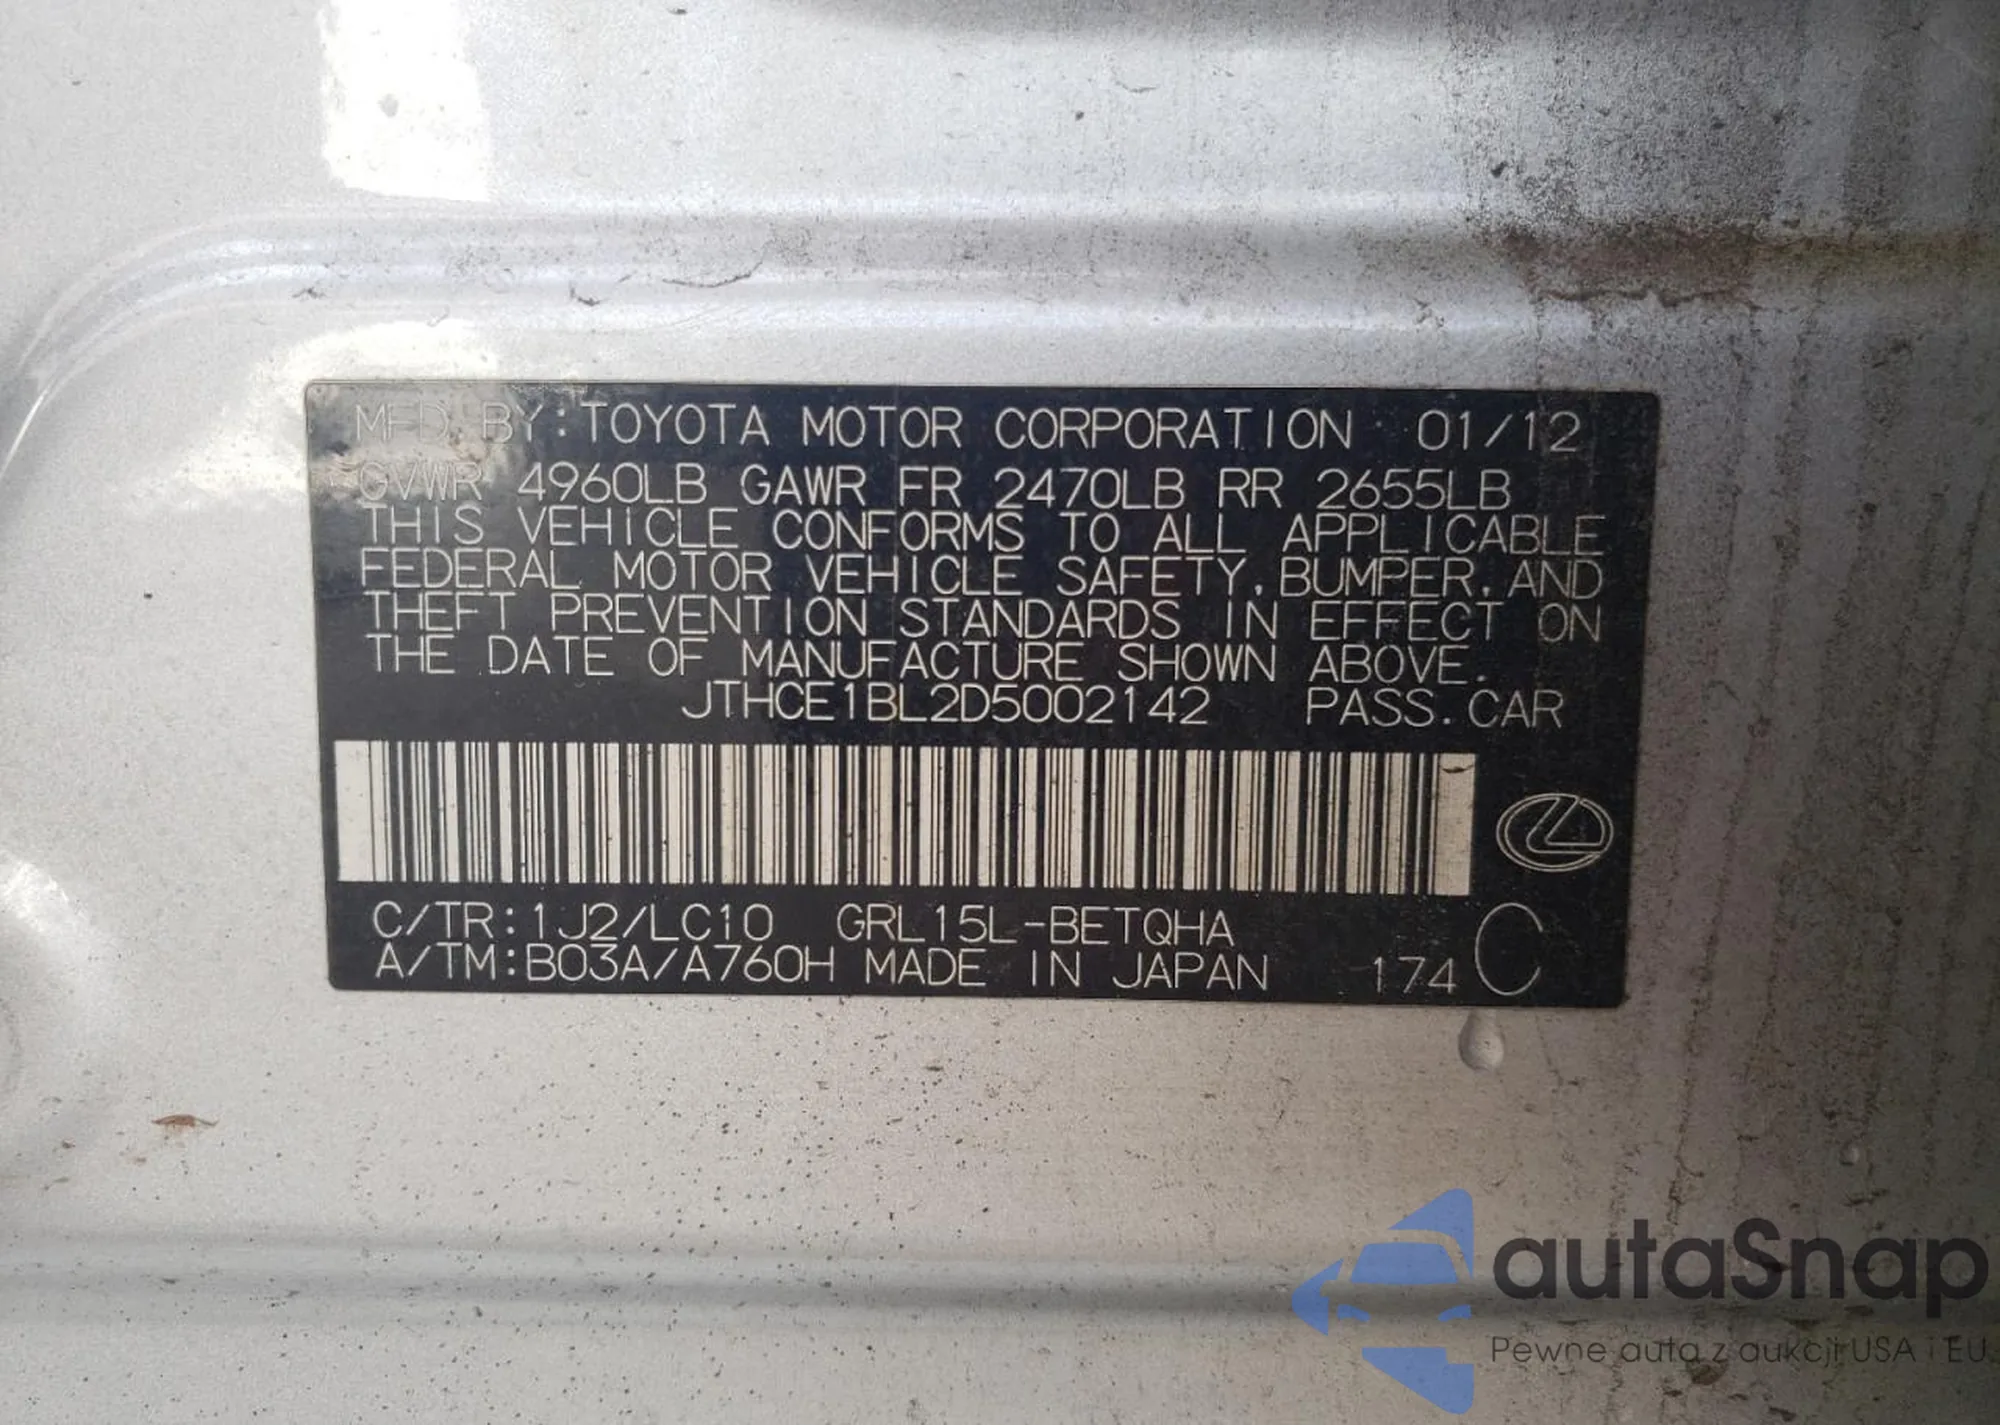 MFD. BY: TOYOTA MOTOR CORPORATION 01/12
GVWR 4960LB GAWR FR 2470LB RR 2655LB
THIS VEHICLE CONFORMS TO ALL APPLICABLE
FEDERAL MOTOR VEHICLE SAFETY, BUMPER, AND
THEFT PREVENTION STANDARDS IN EFFECT ON
THE DATE OF MANUFACTURE SHOWN ABOVE.
JTHCE1BL2D5002142 PASS. CAR
C/TR: 1J2/LC10 GRL15L-BETQHA
A/TM: B03A/A760H MADE IN JAPAN 174 C
autaSnap
Pewne auta z aukcji USA i EU